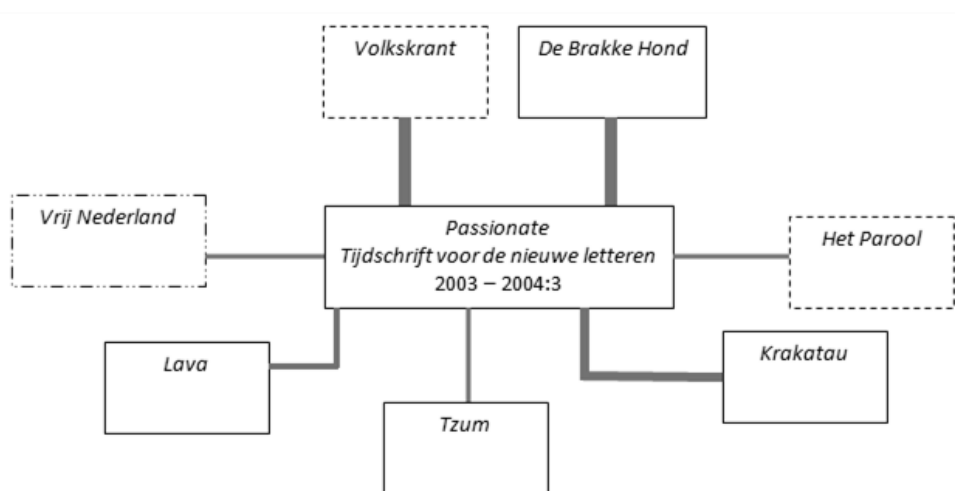 Volkskrant
De Brakke Hond
Vrij Nederland
Passionate
Tijdschrift voor de nieuwe letteren
2003 – 2004:3
Het Parool
Lava
Krakatau
Tzum